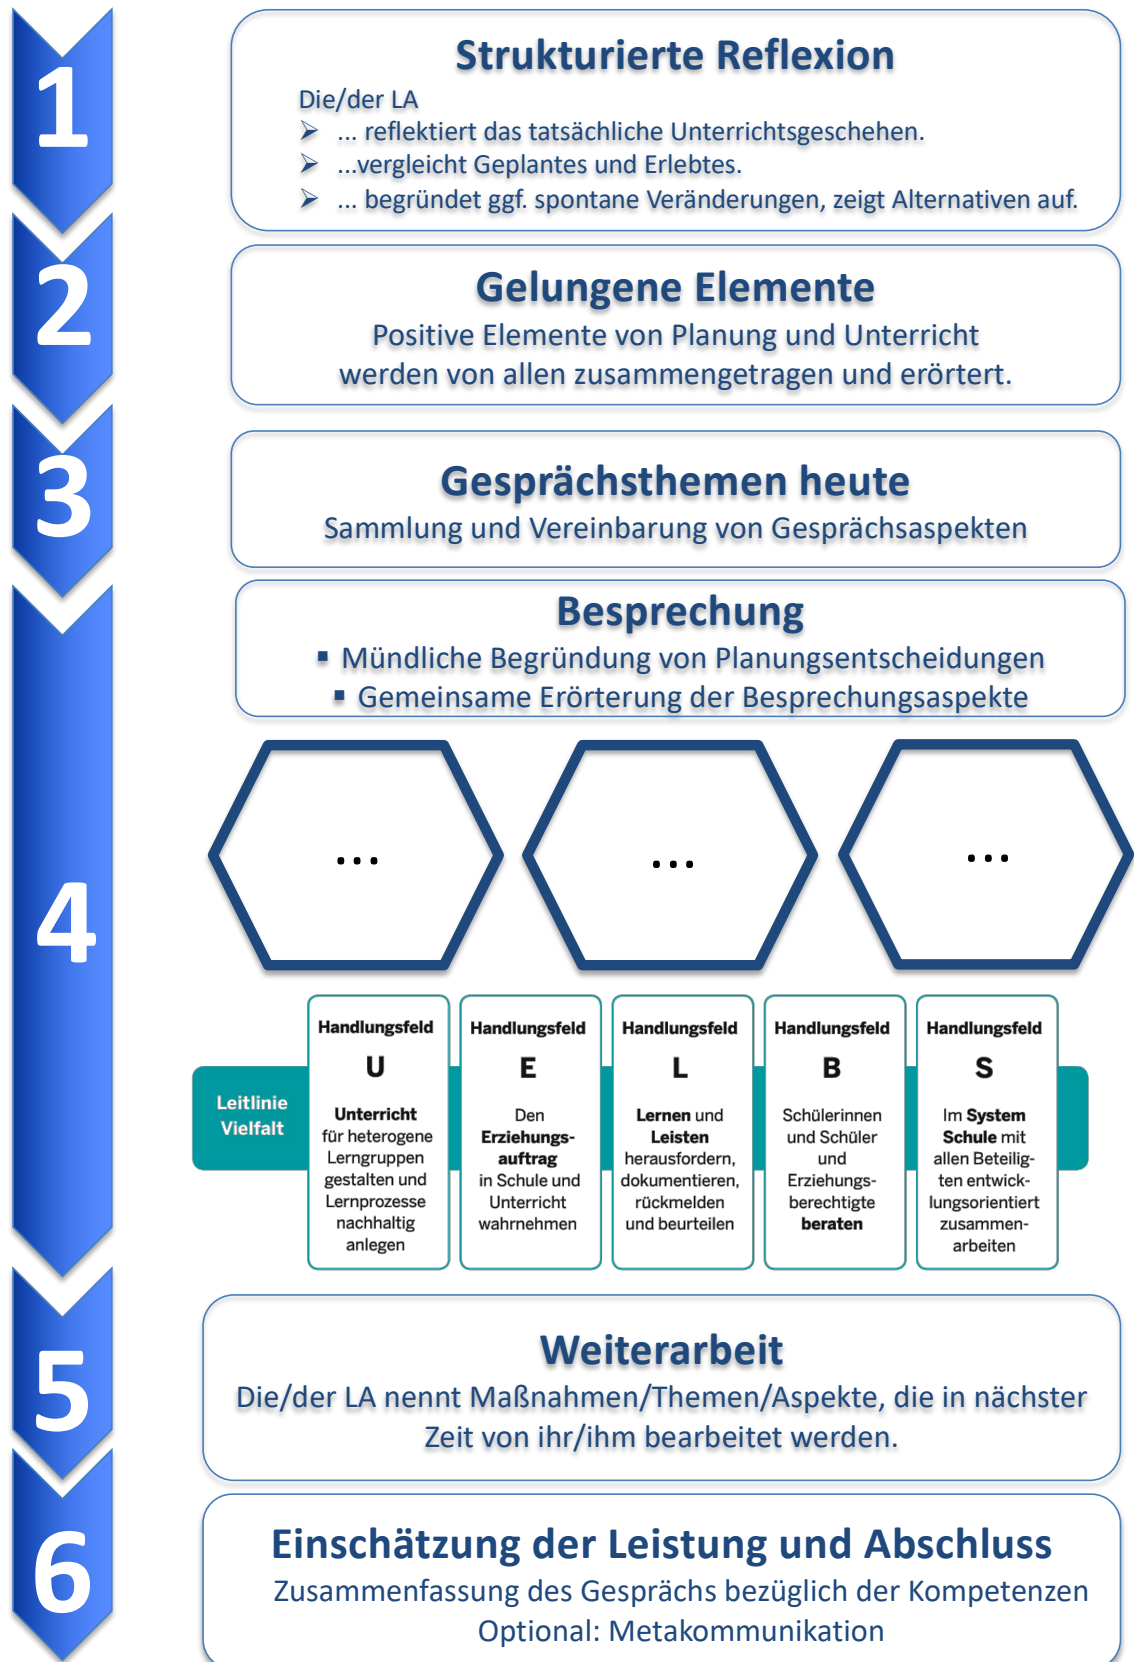 1
Strukturierte Reflexion
Die/der LA
➢ ... reflektiert das tatsächliche Unterrichtsgeschehen.
➢ ...vergleicht Geplantes und Erlebtes.
➢ ... begründet ggf. spontane Veränderungen, zeigt Alternativen auf.
2
Gelungene Elemente
Positive Elemente von Planung und Unterricht
werden von allen zusammengetragen und erörtert.
3
Gesprächsthemen heute
Sammlung und Vereinbarung von Gesprächsaspekten
4
Besprechung
▪ Mündliche Begründung von Planungsentscheidungen
▪ Gemeinsame Erörterung der Besprechungsaspekte
...
...
...
Leitlinie
Vielfalt
Handlungsfeld
U
Unterricht
für heterogene
Lerngruppen
gestalten und
Lernprozesse
nachhaltig
anlegen
Handlungsfeld
E
Den
Erziehungs-
auftrag
in Schule und
Unterricht
wahrnehmen
Handlungsfeld
L
Lernen und
Leisten
herausfordern,
dokumentieren,
rückmelden
und beurteilen
Handlungsfeld
B
Schülerinnen
und Schüler
und
Erziehungs-
berechtigte
beraten
Handlungsfeld
S
Im System
Schule mit
allen Beteilig-
ten entwick-
lungsorientiert
zusammen-
arbeiten
5
Weiterarbeit
Die/der LA nennt Maßnahmen/Themen/Aspekte, die in nächster
Zeit von ihr/ihm bearbeitet werden.
6
Einschätzung der Leistung und Abschluss
Zusammenfassung des Gesprächs bezüglich der Kompetenzen
Optional: Metakommunikation